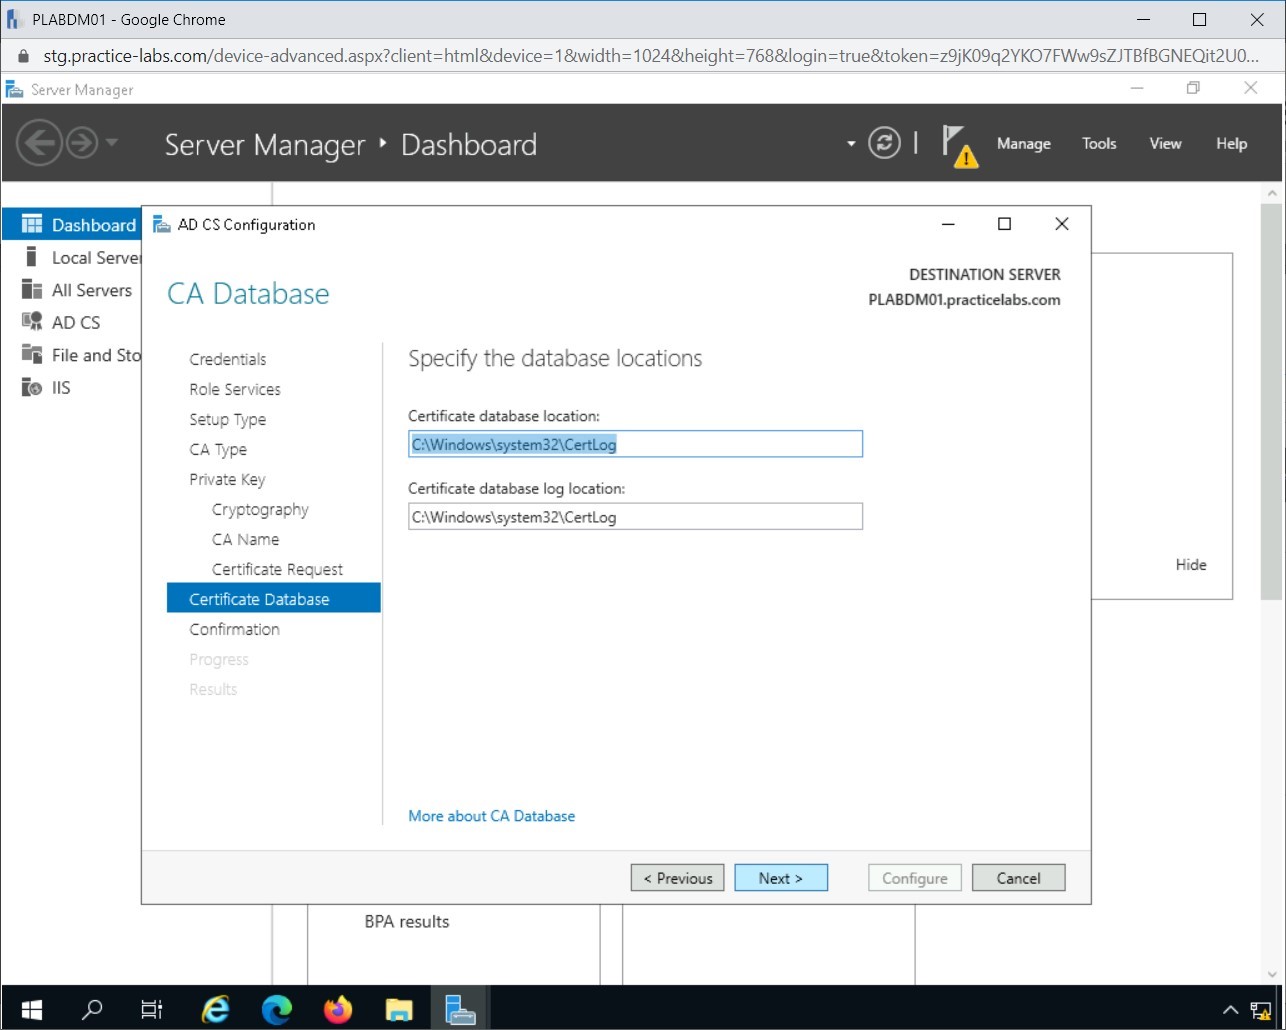 PLABDM01 - Google Chrome
stg.practice-labs.com/device-advanced.aspx?client=html&device=1&width=1024&height=768&login=true&token=z9jK09q2YKO7FWw9sZJTBfBGNEQit2U0...
Server Manager
Server Manager ‣ Dashboard
Manage
Tools
View
Help
Dashboard
Local Server
All Servers
AD CS
File and Sto
IIS
AD CS Configuration
CA Database
DESTINATION SERVER
PLABDM01.practicelabs.com
Credentials
Role Services
Setup Type
CA Type
Private Key
Cryptography
CA Name
Certificate Request
Certificate Database
Confirmation
Progress
Results
Specify the database locations
Certificate database location:
C:\Windows\system32\CertLog
Certificate database log location:
C:\Windows\system32\CertLog
More about CA Database
Hide
< Previous
Next >
Configure
Cancel
BPA results